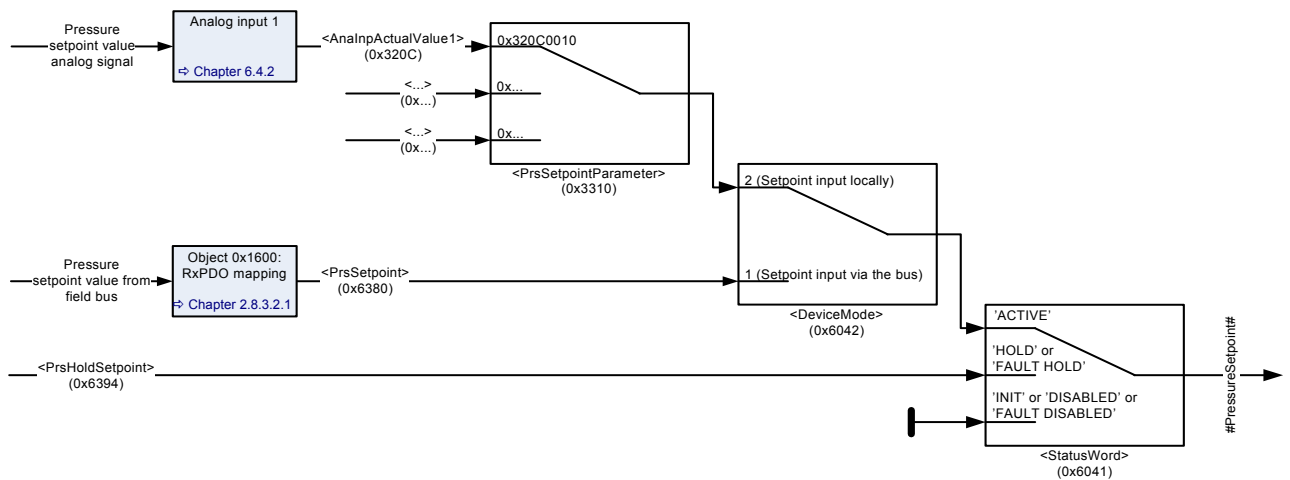 Pressure
setpoint value
analog signal
Analog input 1
⇨ Chapter 6.4.2
<AnaInpActualValue1>
(0x320C)
<...>
(0x...)
<...>
(0x...)
0x320C0010
0x...
0x...
<PrsSetpointParameter>
(0x3310)
2 (Setpoint input locally)
1 (Setpoint input via the bus)
<DeviceMode>
(0x6042)
Pressure
setpoint value from
field bus
Object 0x1600:
RxPDO mapping
⇨ Chapter 2.8.3.2.1
<PrsSetpoint>
(0x6380)
<PrsHoldSetpoint>
(0x6394)
'ACTIVE'
'HOLD' or
'FAULT HOLD'
'INIT' or 'DISABLED' or
'FAULT DISABLED'
<StatusWord>
(0x6041)
#PressureSetpoint#